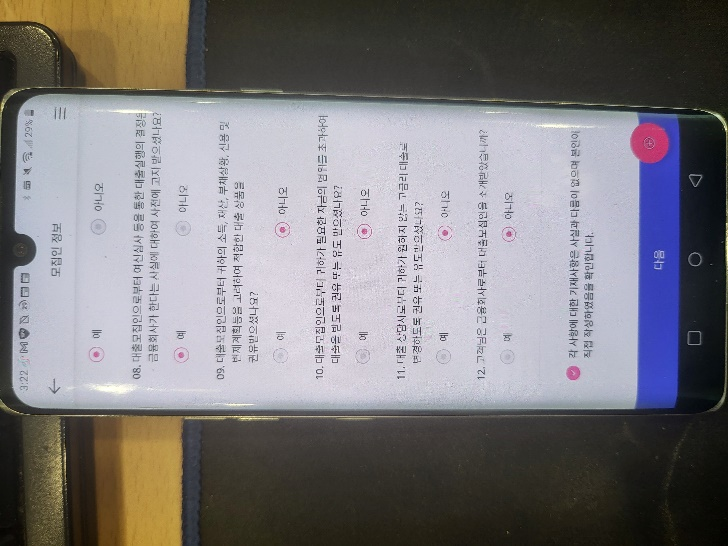 3:22
29%
모집인 정보
예 아니오
08. 대출모집인으로부터 여신심사 등을 통한 대출실행의 결정은
금융회사가 한다는 사실에 대하여 사전에 고지 받으셨나요?
예 아니오
09. 대출모집인으로부터 귀하의 소득, 재산, 부채상황, 신용 및
변제계획등을 고려하여 적합한 대출 상품을
권유받으셨나요?
예 아니오
10. 대출모집인으로부터 귀하가 필요한 자금의 범위를 초과하여
대출을 받도록 권유 또는 유도 받으셨나요?
예 아니오
11. 대출 상담사로부터 귀하가 원하지 않는 고금리 대출로
변경하도록 권유 또는 유도받으셨나요?
예 아니오
12. 고객님은 금융회사로부터 대출모집인을 소개받았습니까?
예 아니오
각 사항에 대한 기재사항은 사실과 다름이 없으며 본인이
직접 작성하였음을 확인합니다.
다음